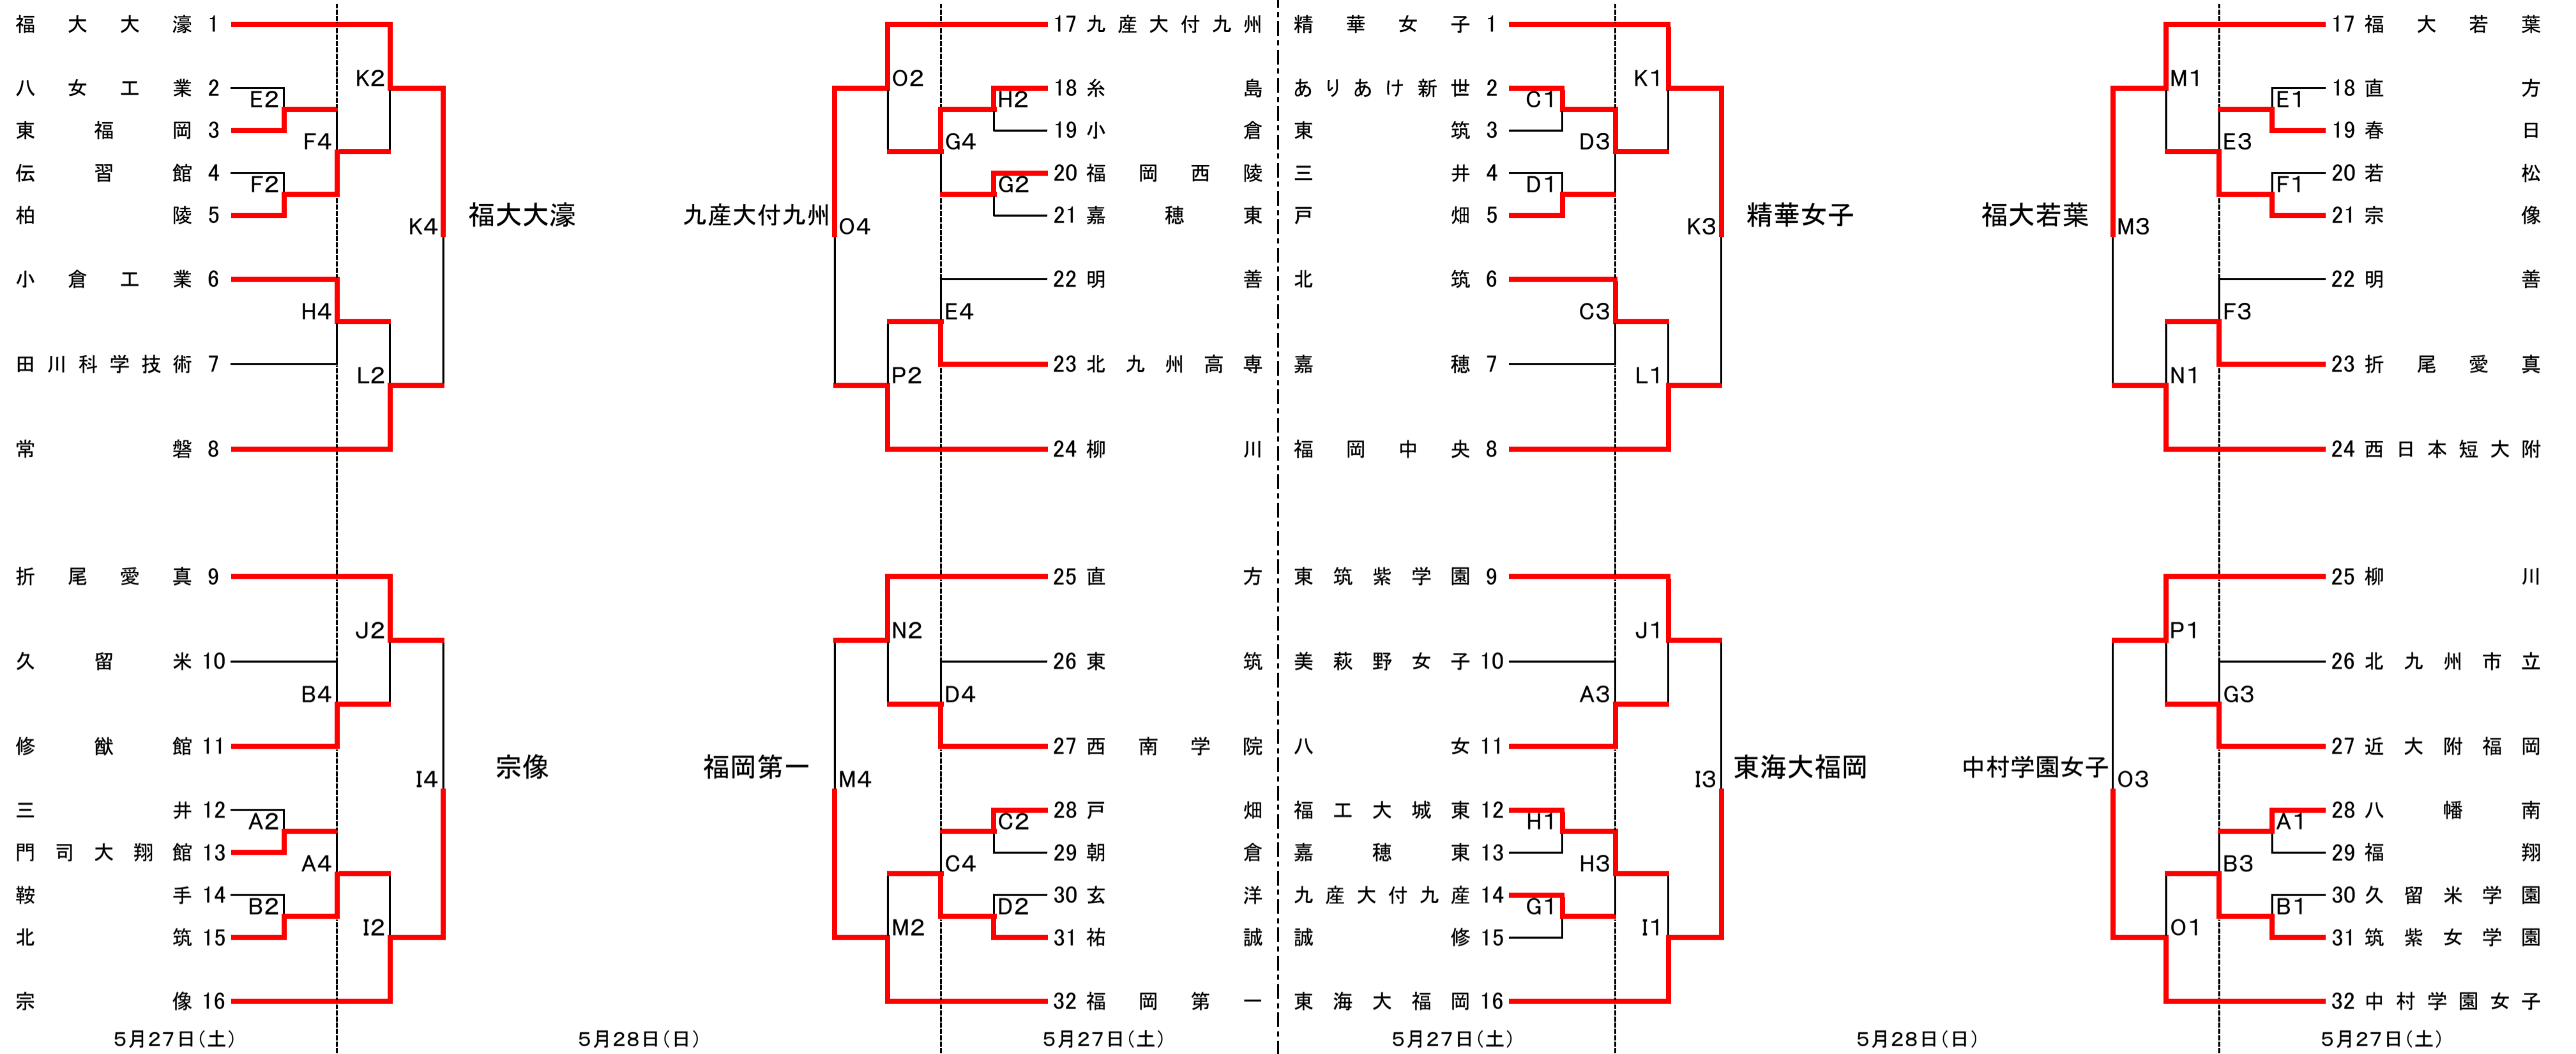 福大大濠 1
八女工業 2
E2
東福岡 3
K2
F4
伝習館 4
F2
柏陵 5
K4
福大大濠
小倉工業 6
H4
田川科学技術 7
L2
常磐 8
折尾愛真 9
J2
久留米 10
B4
修猷館 11
I4
宗像
三井 12
A2
門司大翔館 13
A4
鞍手 14
B2
北筑 15
I2
宗像 16
5月27日(土)
5月28日(日)
17 九産大付九州
O2
18 糸島
H2
19 小倉
G4
20 福岡西陵
G2
21 嘉穂東
九産大付九州
O4
22 明善
E4
23 北九州高専
P2
24 柳川
25 直方
N2
26 東筑
D4
27 西南学院
福岡第一
M4
28 戸畑
C2
29 朝倉
C4
30 玄洋
D2
31 祐誠
M2
32 福岡第一
5月27日(土)
精華女子 1
K1
ありあけ新世 2
C1
東筑 3
D3
三井 4
D1
戸畑 5
K3
精華女子
北筑 6
C3
嘉穂 7
L1
福岡中央 8
東筑紫学園 9
J1
美萩野女子 10
A3
八女 11
I3
東海大福岡
福工大城東 12
H1
嘉穂東 13
H3
九産大付九産 14
G1
誠修 15
I1
東海大福岡 16
5月27日(土)
5月28日(日)
17 福大若葉
M1
18 直方
E1
19 春日
E3
20 若松
F1
21 宗像
福大若葉
M3
22 明善
F3
23 折尾愛真
N1
24 西日本短大附
25 柳川
P1
26 北九州市立
G3
27 近大附福岡
中村学園女子
O3
28 八幡南
A1
29 福翔
B3
30 久留米学園
B1
31 筑紫女学園
O1
32 中村学園女子
5月27日(土)